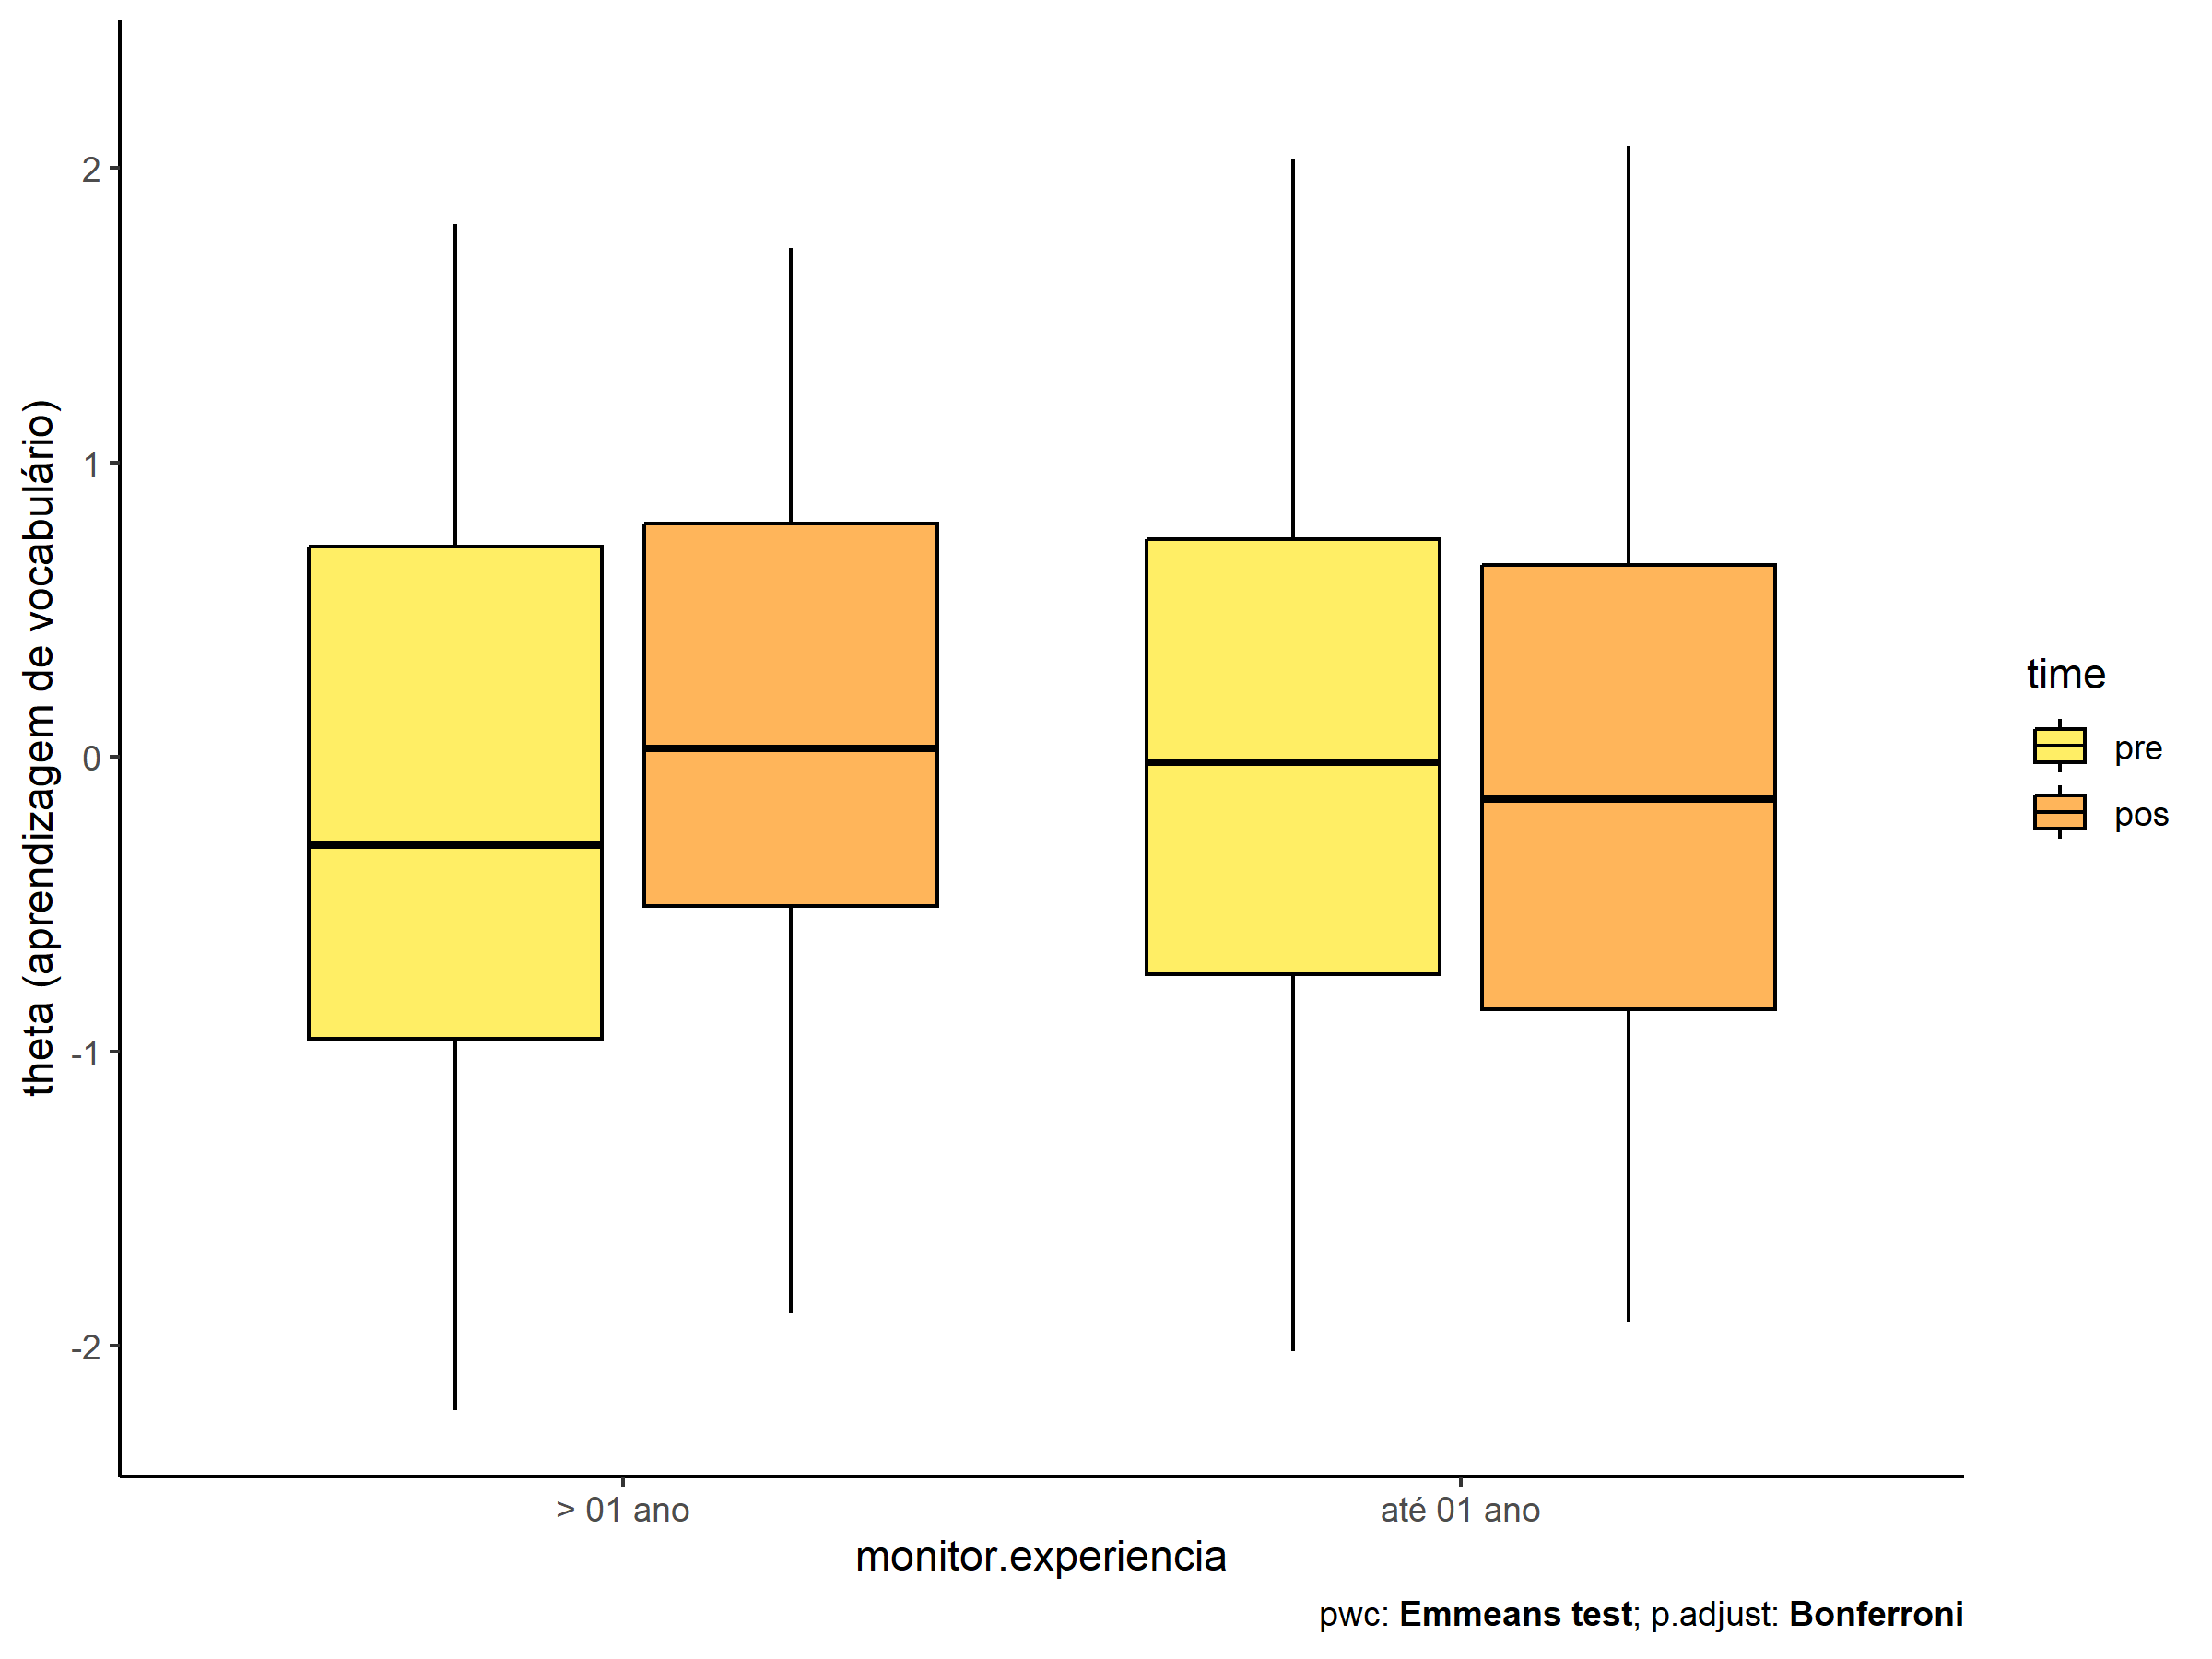 theta (aprendizagem de vocabulário)
2
1
0
-1
-2
> 01 ano
até 01 ano
monitor.experiencia
time
pre
pos
pwc: Emmeans test; p.adjust: Bonferroni